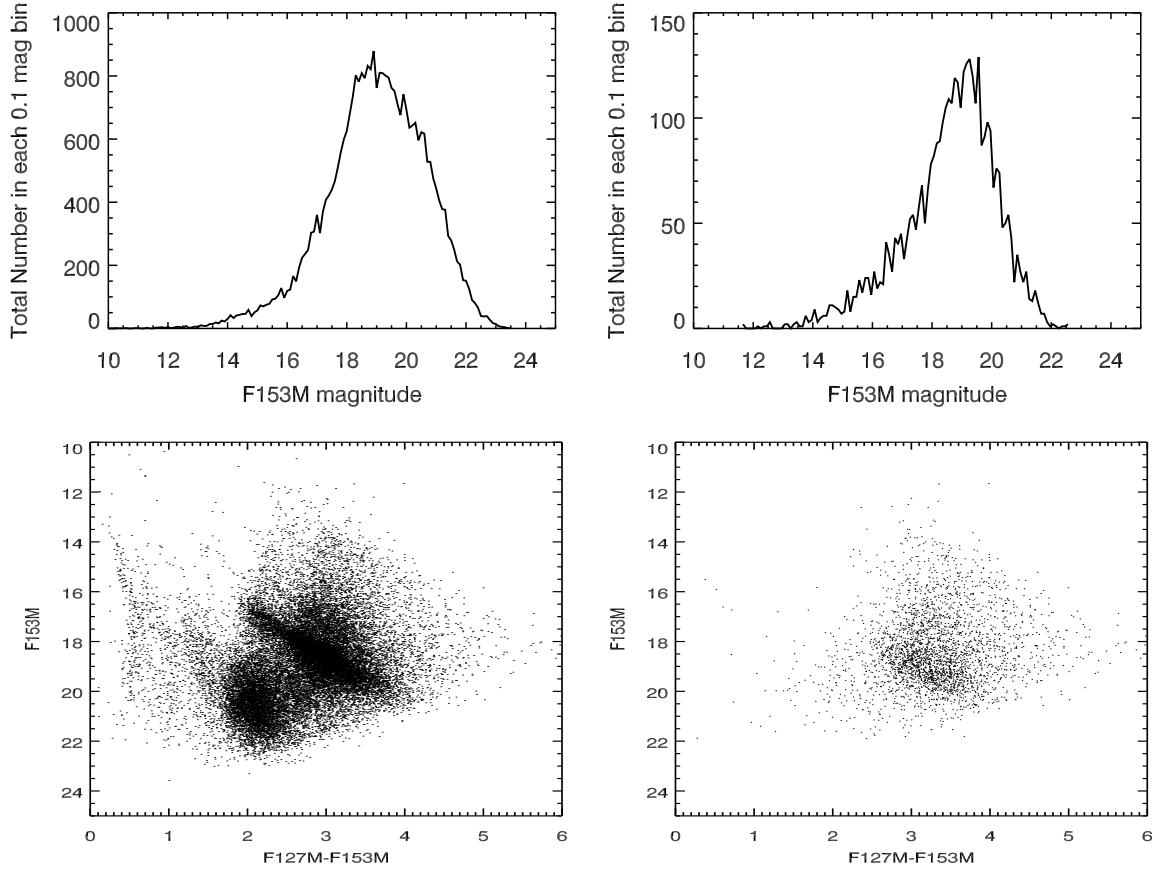 Total Number in each 0.1 mag bin
1000
800
600
400
200
0
10 12 14 16 18 20 22 24
F153M magnitude
Total Number in each 0.1 mag bin
150
100
50
0
10 12 14 16 18 20 22 24
F153M magnitude
F153M
10
12
14
16
18
20
22
24
0 1 2 3 4 5 6
F127M-F153M
F153M
10
12
14
16
18
20
22
24
0 1 2 3 4 5 6
F127M-F153M